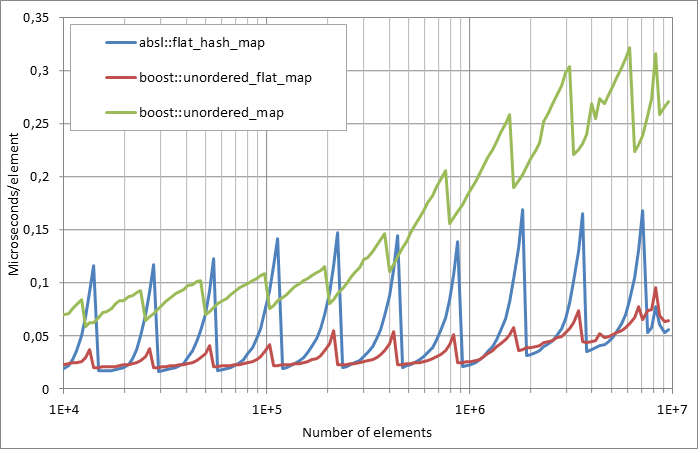 0,35
0,3
0,25
0,2
0,15
0,1
0,05
0
Microseconds/element
absl::flat_hash_map
boost::unordered_flat_map
boost::unordered_map
1E+4 1E+5 1E+6 1E+7
Number of elements